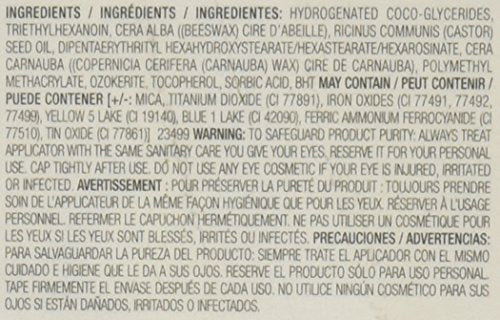 INGREDIENTS / INGRÉDIENTS / INGREDIENTES: HYDROGENATED COCO-GLYCERIDES,
TRIETHYLHEXANOIN, CERA ALBA ((BEESWAX) CIRE D'ABEILLE), RICINUS COMMUNIS (CASTOR)
SEED OIL, DIPENTAERYTHRITYL HEXAHYDROXYSTEARATE/HEXASTEARATE/HEXAROSINATE, CERA
CARNAUBA ((COPERNICIA CERIFERA (CARNAUBA) WAX) CIRE DE CARNAUBA), POLYMETHYL
METHACRYLATE, OZOKERITE, TOCOPHEROL, SORBIC ACID, BHT MAY CONTAIN / PEUT CONTENIR /
PUEDE CONTENER [+/-: MICA, TITANIUM DIOXIDE (CI 77891), IRON OXIDES (CI 77491, 77492,
77499), YELLOW 5 LAKE (CI 19140), BLUE 1 LAKE (CI 42090), FERRIC AMMONIUM FERROCYANIDE (CI
77510), TIN OXIDE (CI 77861)] 23499 WARNING: TO SAFEGUARD PRODUCT PURITY: ALWAYS TREAT
APPLICATOR WITH THE SAME SANITARY CARE YOU GIVE YOUR EYES, RESERVE IT FOR YOUR PERSONAL
USE. CAP TIGHTLY AFTER USE. DO NOT USE ANY EYE COSMETIC IF YOUR EYE IS INJURED, IRRITATED
OR INFECTED. AVERTISSEMENT : POUR PRÉSERVER LA PURETÉ DU PRODUIT : TOUJOURS PRENDRE
SOIN DE L'APPLICATEUR DE LA MÊME FAÇON HYGIÉNIQUE QUE POUR LES YEUX. RÉSERVER À L'USAGE
PERSONNEL. REFERMER LE CAPUCHON HERMÉTIQUEMENT. NE PAS UTILISER UN COSMÉTIQUE POUR
LES YEUX SI LES YEUX SONT BLESSÉS, IRRITÉS OU INFECTÉS. PRECAUCIONES / ADVERTENCIAS:
PARA SALVAGUARDAR LA PUREZA DEL PRODUCTO: SIEMPRE TRATE EL APLICADOR CON EL MISMO
CUIDADO E HIGIENE QUE LE DA A SUS OJOS. RESERVE EL PRODUCTO SÓLO PARA USO PERSONAL.
TAPE FIRMEMENTE EL ENVASE DESPUÉS DE CADA USO. NO UTILICE NINGÚN COSMÉTICO PARA SUS
OJOS SI ESTÁN DAÑADOS, IRRITADOS O INFECTADOS.